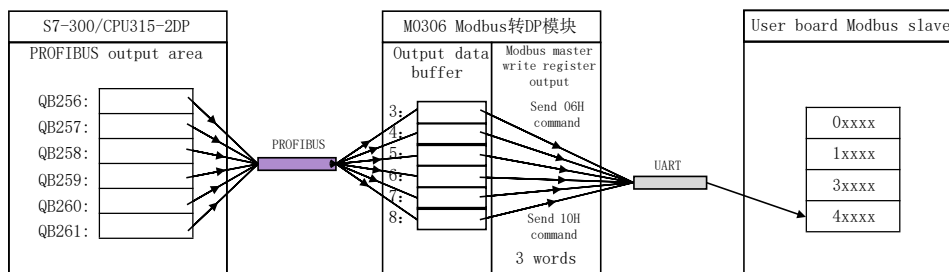 S7-300/CPU315-2DP
PROFIBUS output area
QB256:
QB257:
QB258:
QB259:
QB260:
QB261:
PROFIBUS
M0306 Modbus转DP模块
Output data
buffer
3:
4:
5:
6:
7:
8:
Modbus master
write register
output
Send 06H
command
Send 10H
command
3 words
UART
User board Modbus slave
0xxxx
1xxxx
3xxxx
4xxxx